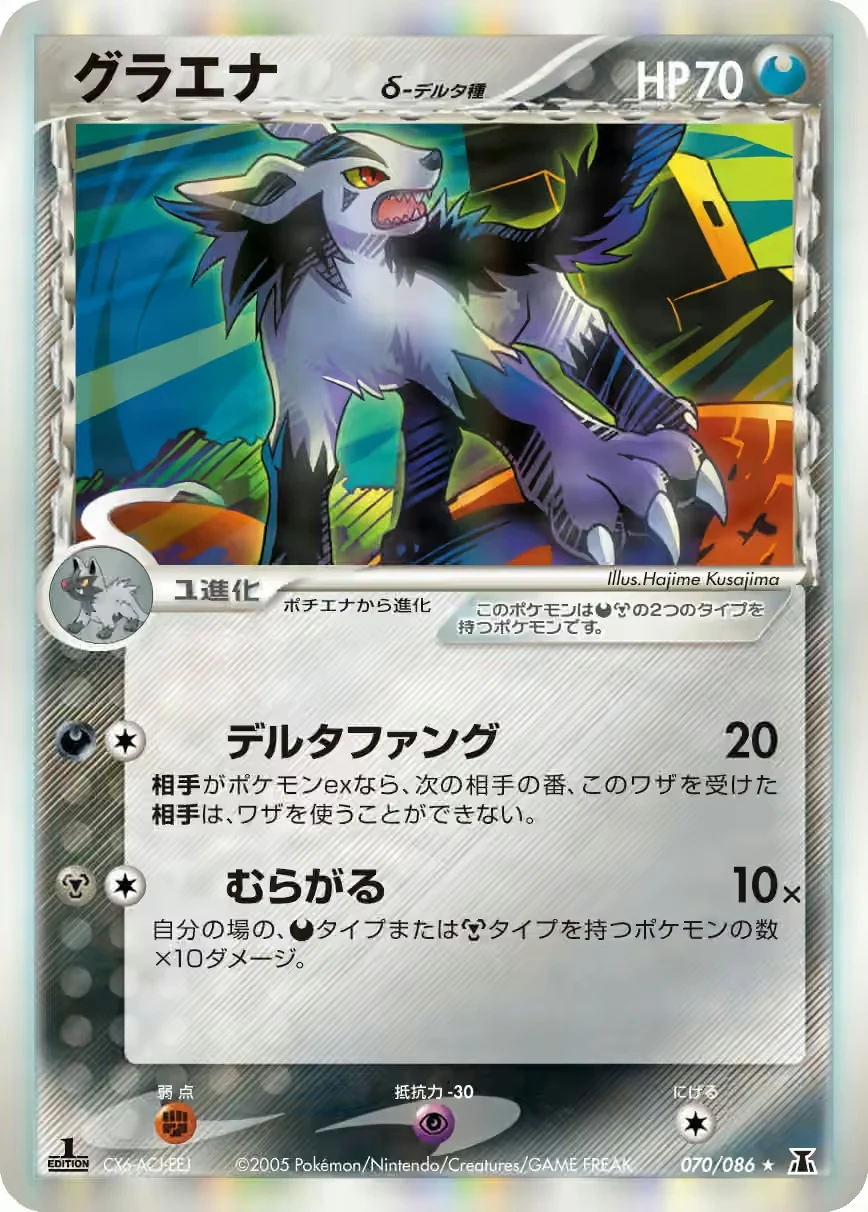 グラエナ δ-デルタ種 HP70
Illus.Hajime Kusajima
1進化 ポチエナから進化
このポケモンはの2つのタイプを
持つポケモンです。
デルタファング 20
相手がポケモンexなら、次の相手の番、このワザを受けた
相手は、ワザを使うことができない。
むらがる 10×
自分の場の、タイプまたはタイプを持つポケモンの数
×10ダメージ。
弱点 抵抗力-30 にげる
1 EDITION CX6-ACJ-EEJ ©2005 Pokémon/Nintendo/Creatures/GAME FREAK 070/086 ★